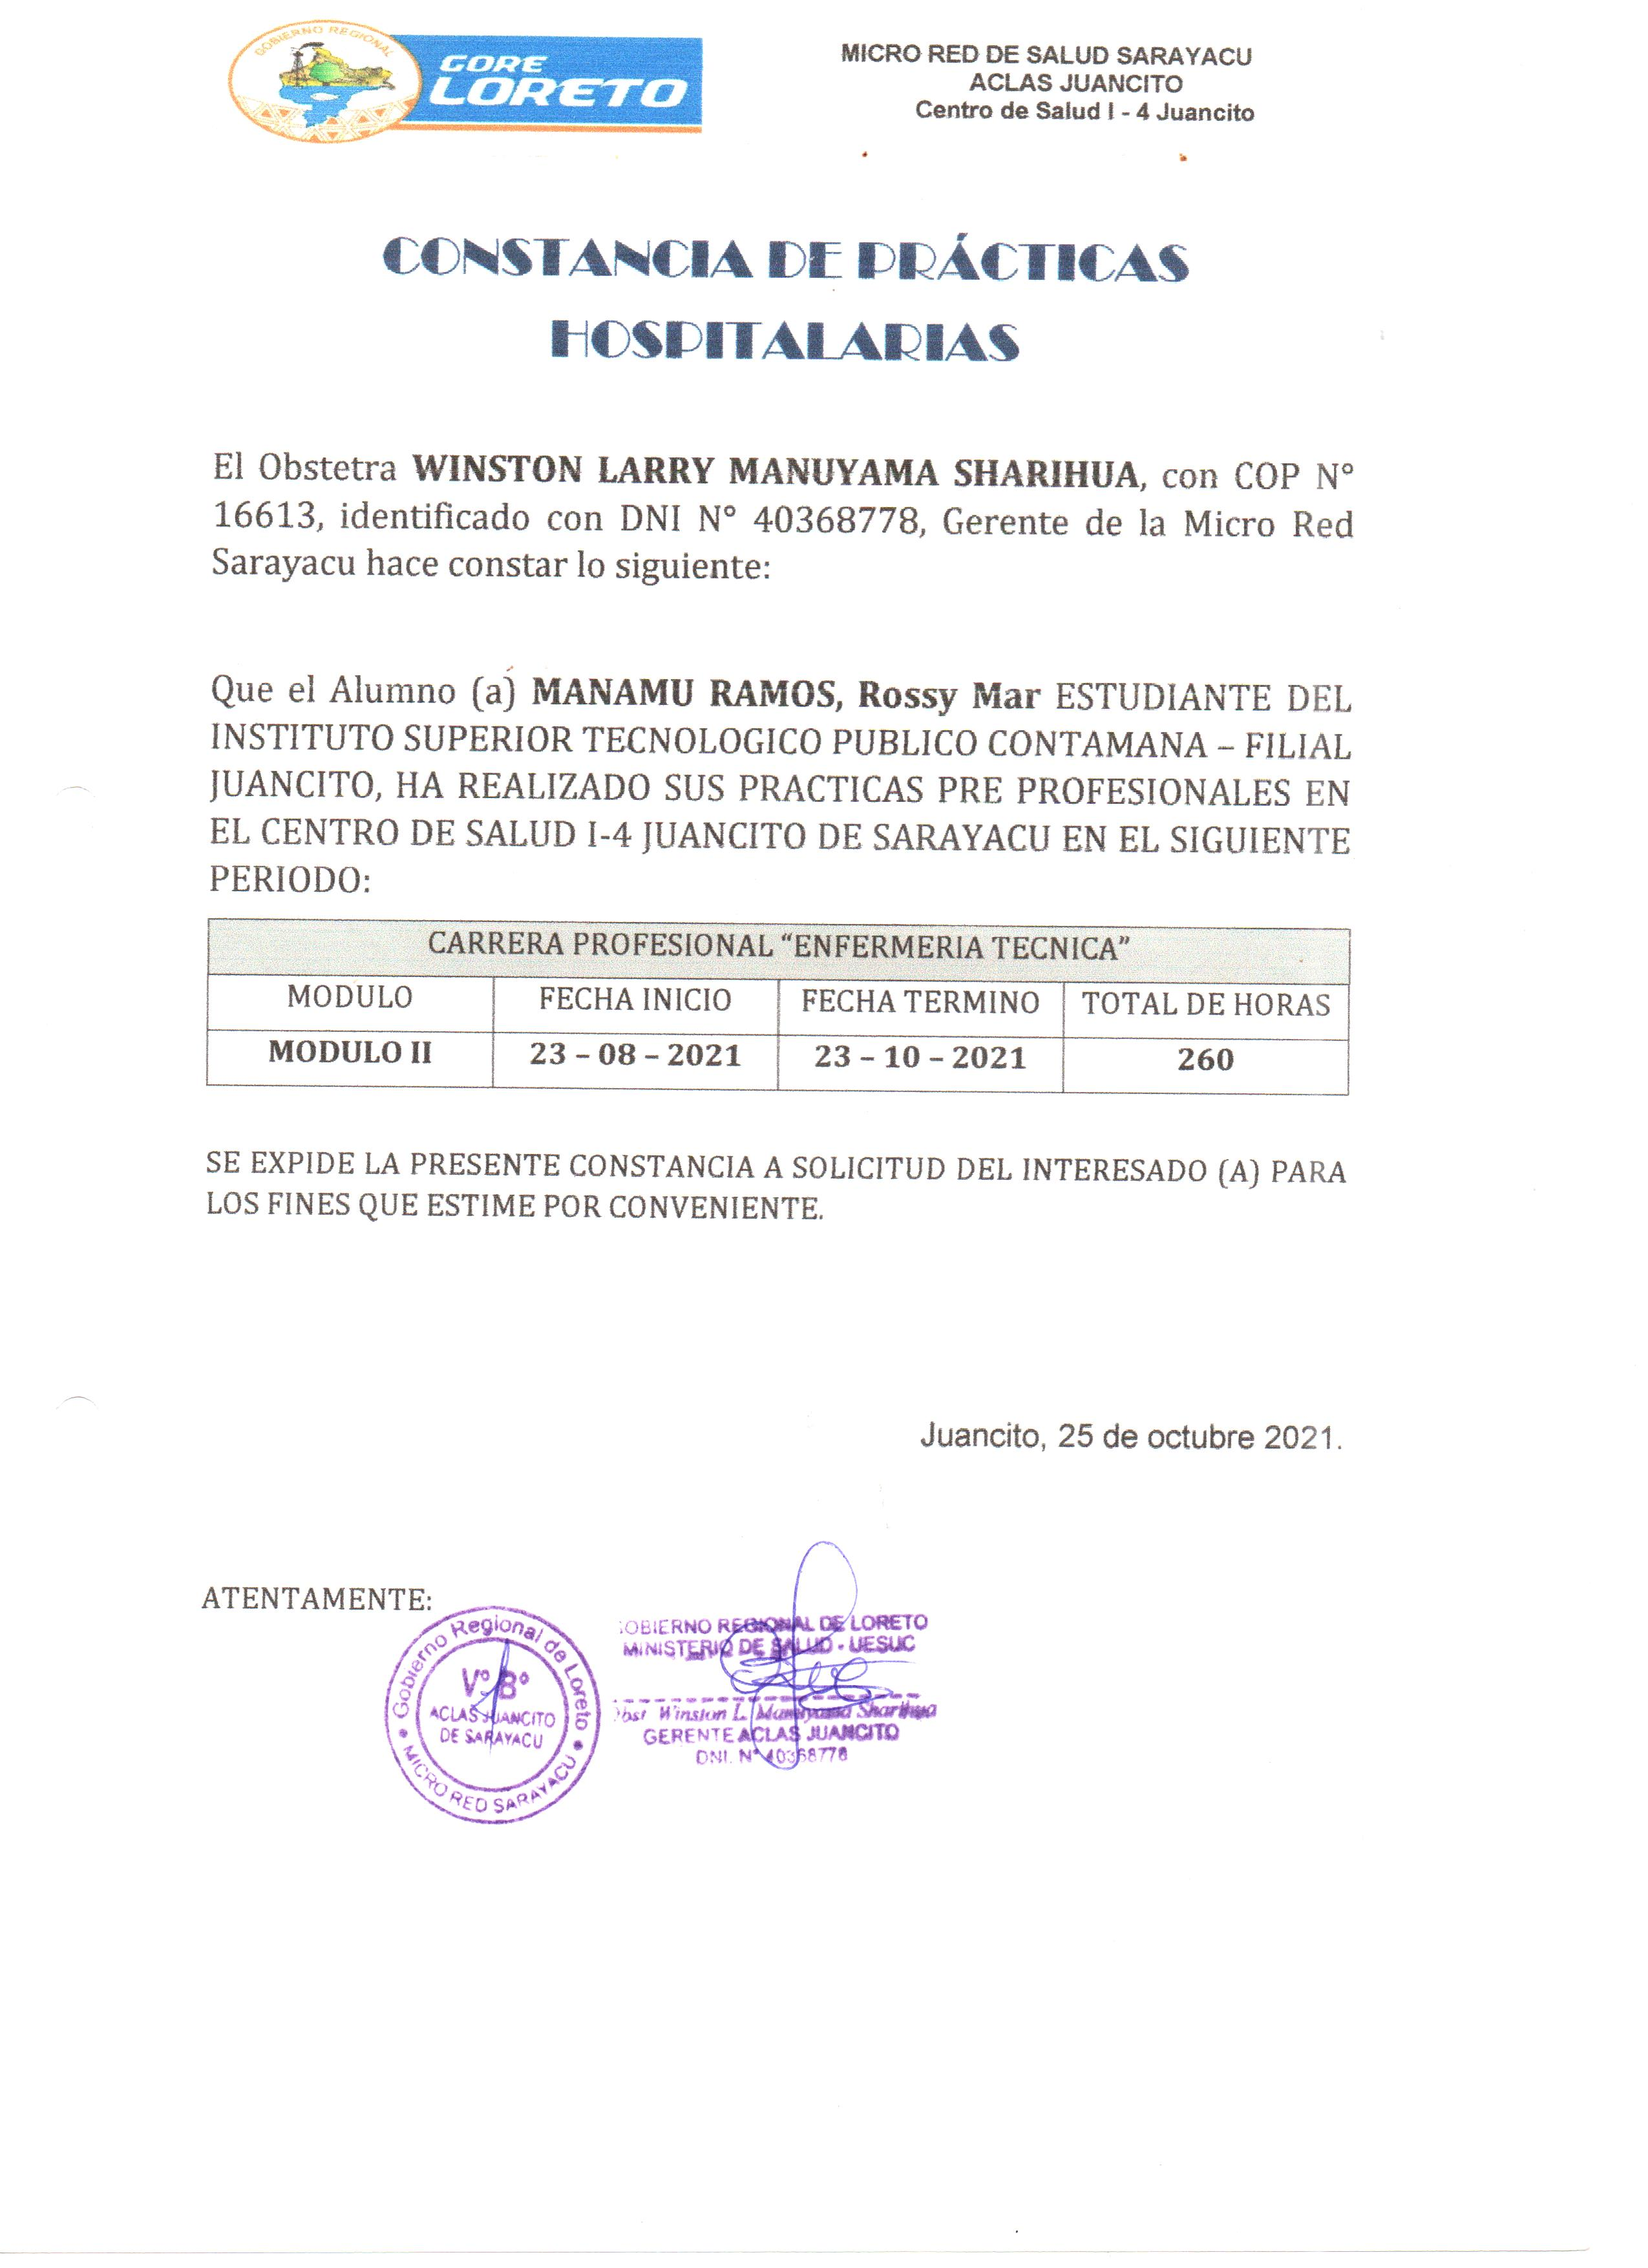 GOBIERNO REGIONAL
GORE
LORETO
MICRO RED DE SALUD SARAYACU
ACLAS JUANCITO
Centro de Salud I - 4 Juancito
CONSTANCIA DE PRÁCTICAS
HOSPITALARIAS
El Obstetra WINSTON LARRY MANUYAMA SHARIHUA, con COP N°
16613, identificado con DNI N° 40368778, Gerente de la Micro Red
Sarayacu hace constar lo siguiente:
Que el Alumno (a) MANAMU RAMOS, Rossy Mar ESTUDIANTE DEL
INSTITUTO SUPERIOR TECNOLOGICO PUBLICO CONTAMANA – FILIAL
JUANCITO, HA REALIZADO SUS PRACTICAS PRE PROFESIONALES EN
EL CENTRO DE SALUD I-4 JUANCITO DE SARAYACU EN EL SIGUIENTE
PERIODO:
CARRERA PROFESIONAL “ENFERMERIA TECNICA”
MODULO FECHA INICIO FECHA TERMINO TOTAL DE HORAS
MODULO II 23 – 08 – 2021 23 – 10 – 2021 260
SE EXPIDE LA PRESENTE CONSTANCIA A SOLICITUD DEL INTERESADO (A) PARA
LOS FINES QUE ESTIME POR CONVENIENTE.
Juancito, 25 de octubre 2021.
ATENTAMENTE:
Gobierno Regional de Loreto
V° B°
ACLAS JUANCITO
DE SARAYACU
MICRO RED SARAYACU
OBIERNO REGIONAL DE LORETO
MINISTERIO DE SALUD - UESUC
Obst Winston L. Manuyama Sharihua
GERENTE ACLAS JUANCITO
DNI. N° 40368778